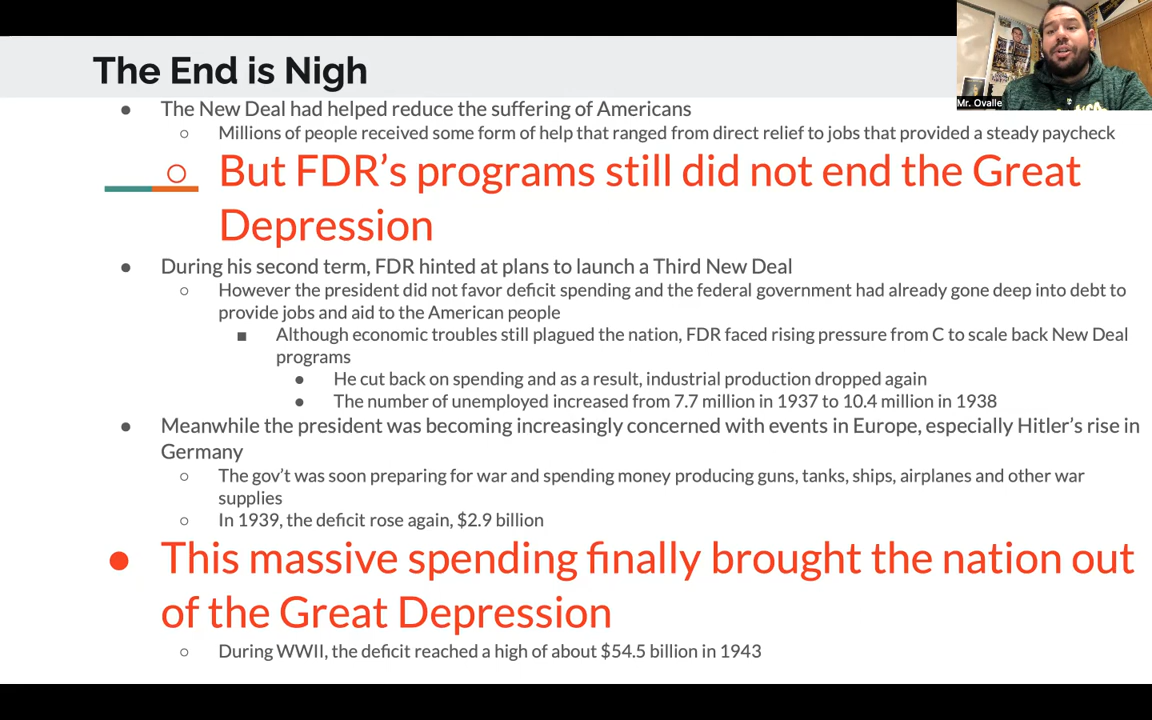 The End is Nigh
Mr. Ovalle
● The New Deal had helped reduce the suffering of Americans
○ Millions of people received some form of help that ranged from direct relief to jobs that provided a steady paycheck
○ But FDR’s programs still did not end the Great
Depression
● During his second term, FDR hinted at plans to launch a Third New Deal
○ However the president did not favor deficit spending and the federal government had already gone deep into debt to
provide jobs and aid to the American people
■ Although economic troubles still plagued the nation, FDR faced rising pressure from C to scale back New Deal
programs
● He cut back on spending and as a result, industrial production dropped again
● The number of unemployed increased from 7.7 million in 1937 to 10.4 million in 1938
● Meanwhile the president was becoming increasingly concerned with events in Europe, especially Hitler’s rise in
Germany
○ The gov’t was soon preparing for war and spending money producing guns, tanks, ships, airplanes and other war
supplies
○ In 1939, the deficit rose again, $2.9 billion
● This massive spending finally brought the nation out
of the Great Depression
○ During WWII, the deficit reached a high of about $54.5 billion in 1943